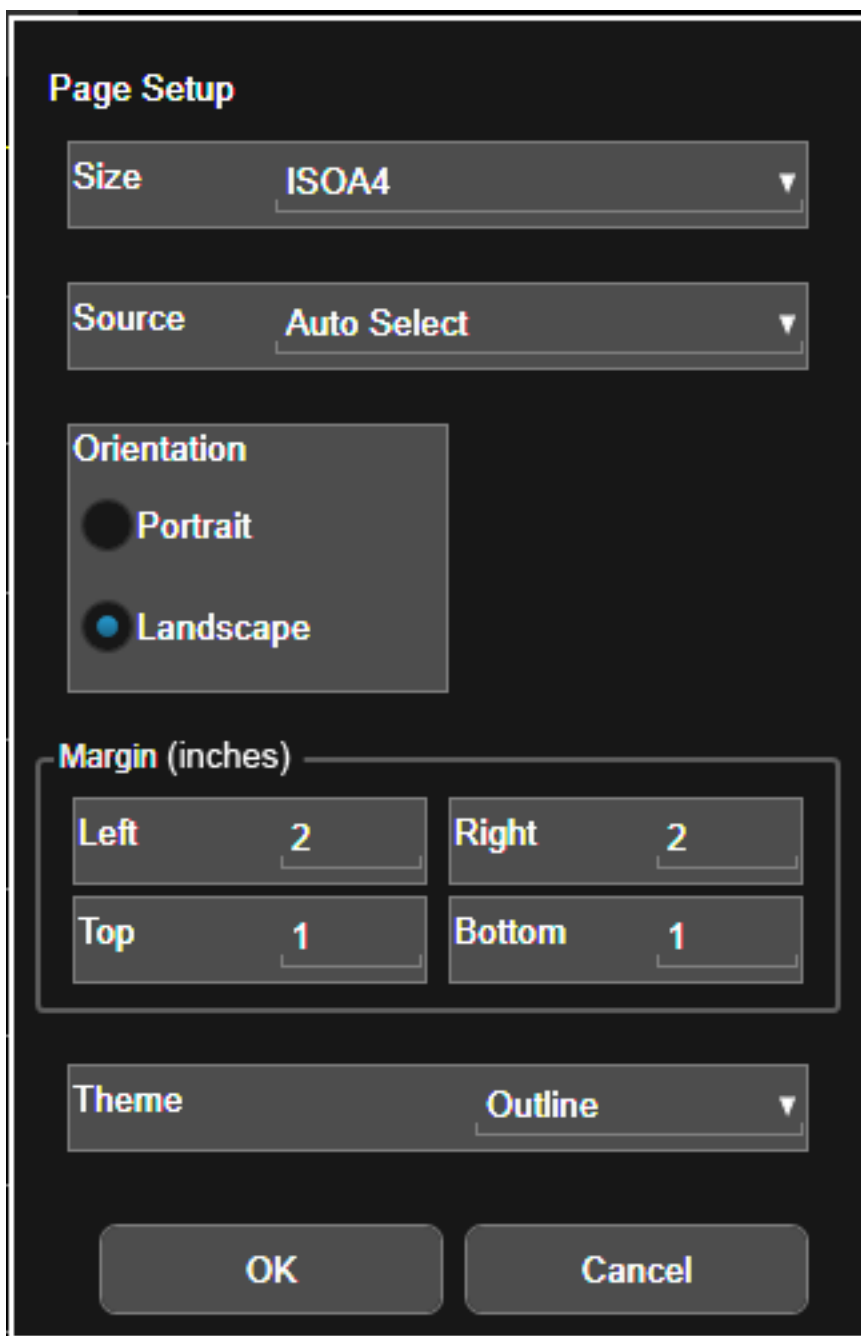 Page Setup
Size ISOA4
Source Auto Select
Orientation
Portrait
Landscape
Margin (inches)
Left 2 Right 2
Top 1 Bottom 1
Theme Outline
OK Cancel